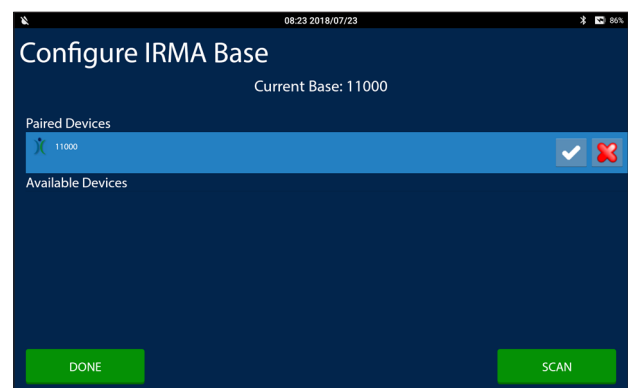 08:23 2018/07/23 86%
Configure IRMA Base
Current Base: 11000
Paired Devices
11000
Available Devices
DONE SCAN